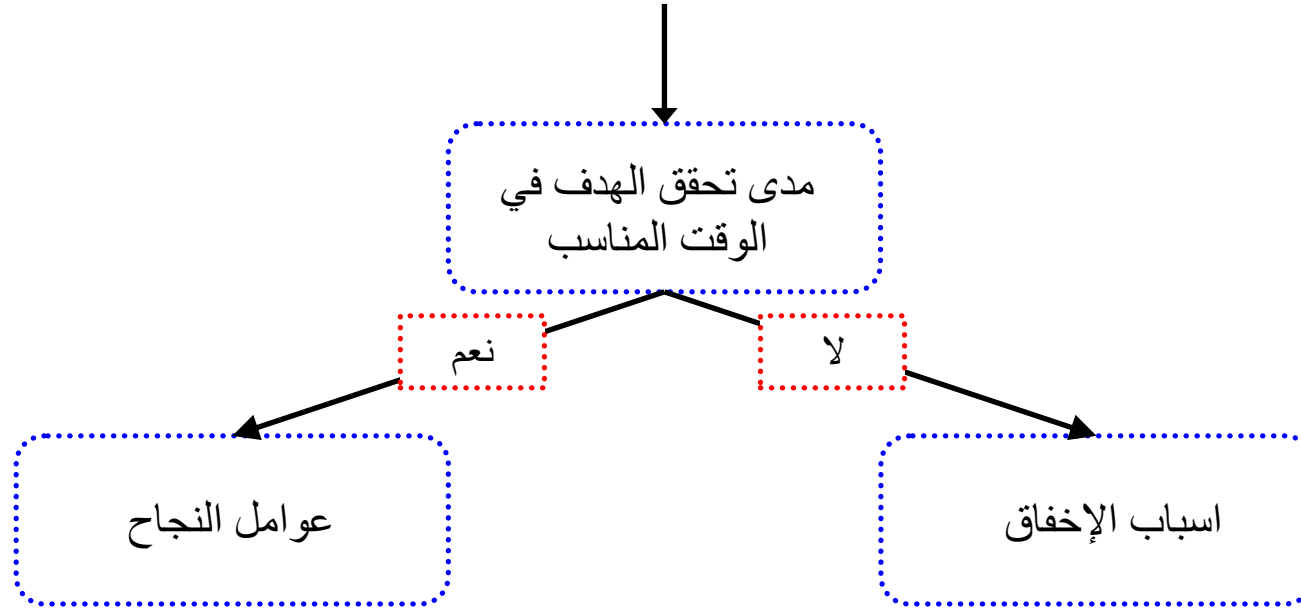 مدى تحقق الهدف في
الوقت المناسب
لا
نعم
اسباب الإخفاق
عوامل النجاح